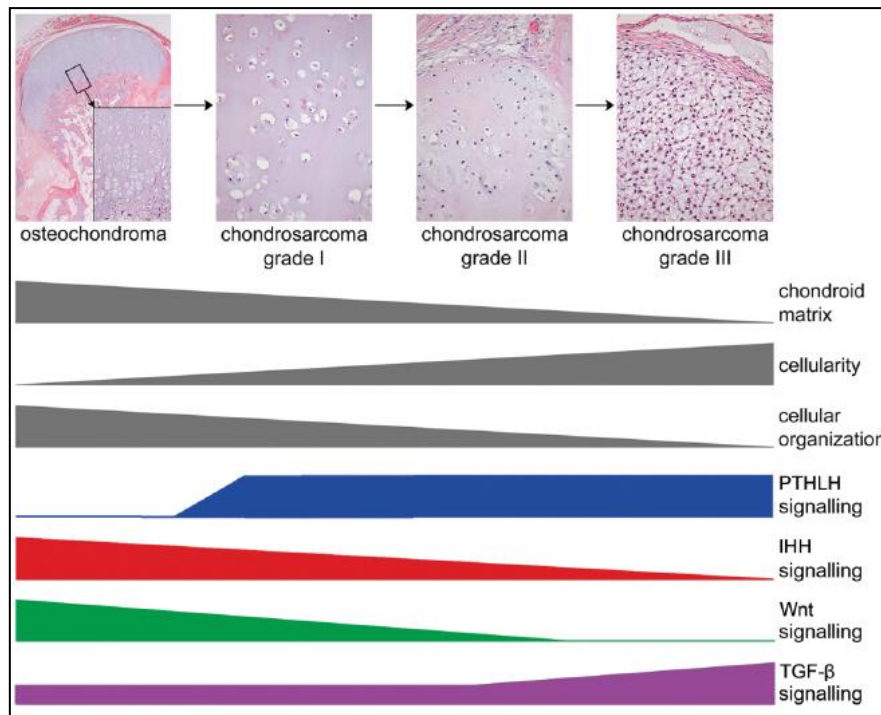 osteochondroma
chondrosarcoma
grade I
chondrosarcoma
grade II
chondrosarcoma
grade III
chondroid
matrix
cellularity
cellular
organization
PTHLH
signalling
IHH
signalling
Wnt
signalling
TGF-β
signalling